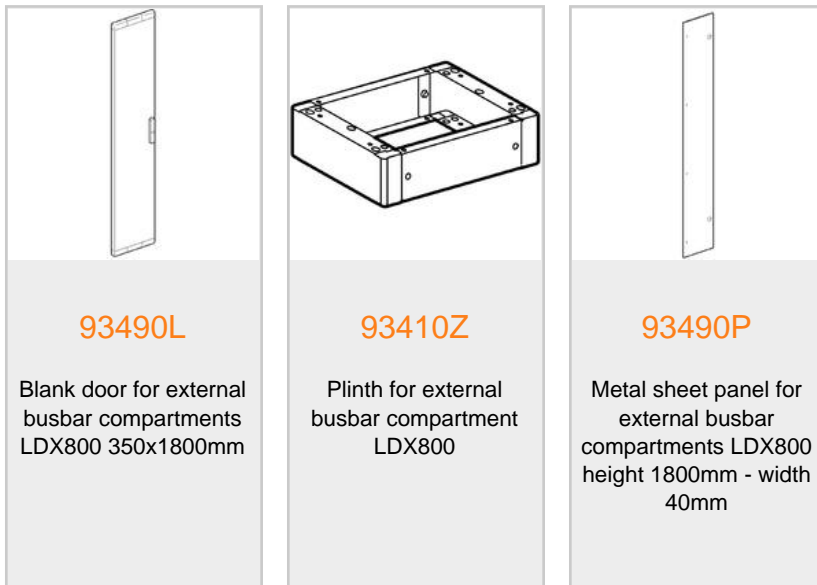 93490L
Blank door for external
busbar compartments
LDX800 350x1800mm
93410Z
Plinth for external
busbar compartment
LDX800
93490P
Metal sheet panel for
external busbar
compartments LDX800
height 1800mm - width
40mm